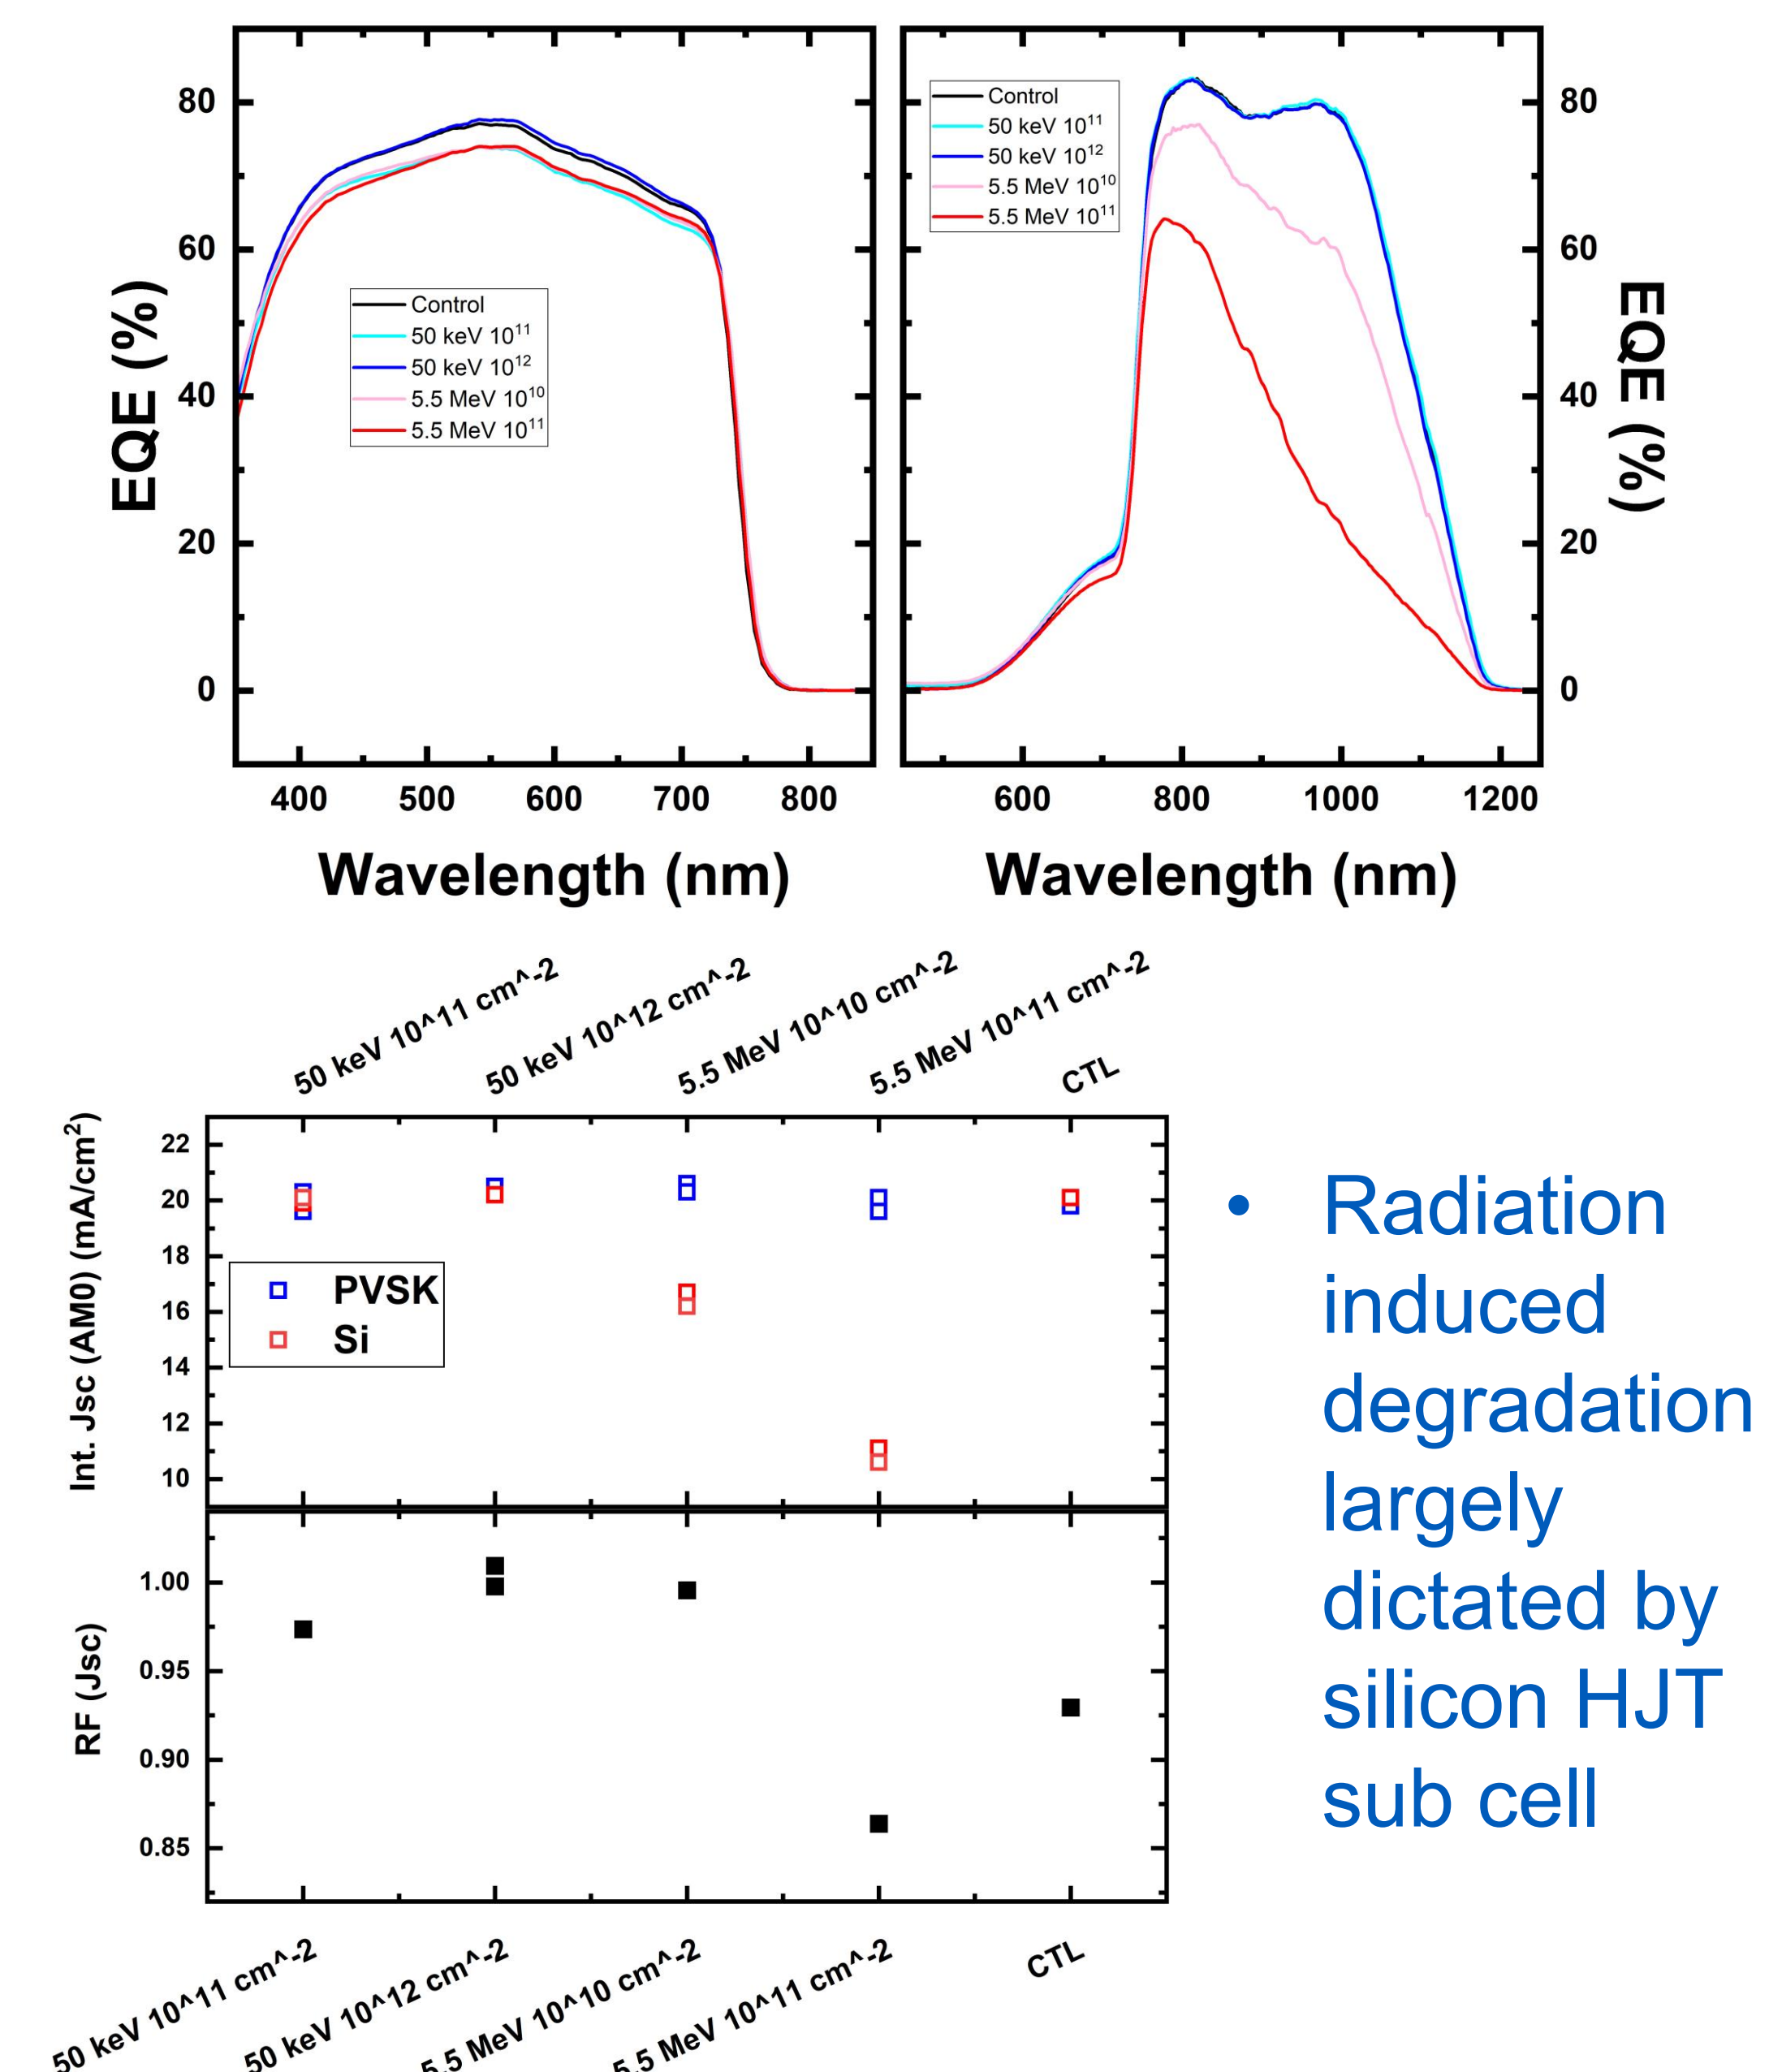 80
60
40
20
0
EQE (%)
Control
50 keV 10¹¹
50 keV 10¹²
5.5 MeV 10¹⁰
5.5 MeV 10¹¹
400 500 600 700 800
Wavelength (nm)
Control
50 keV 10¹¹
50 keV 10¹²
5.5 MeV 10¹⁰
5.5 MeV 10¹¹
80
60
40
20
0
EQE (%)
600 800 1000 1200
Wavelength (nm)
50 keV 10^11 cm^-2
50 keV 10^12 cm^-2
5.5 MeV 10^10 cm^-2
5.5 MeV 10^11 cm^-2
CTL
Int. Jsc (AM0) (mA/cm²)
22
20
18
16
14
12
10
PVSK
Si
RF (Jsc)
1.00
0.95
0.90
0.85
50 keV 10^11 cm^-2
50 keV 10^12 cm^-2
5.5 MeV 10^10 cm^-2
5.5 MeV 10^11 cm^-2
CTL
• Radiation
induced
degradation
largely
dictated by
silicon HJT
sub cell